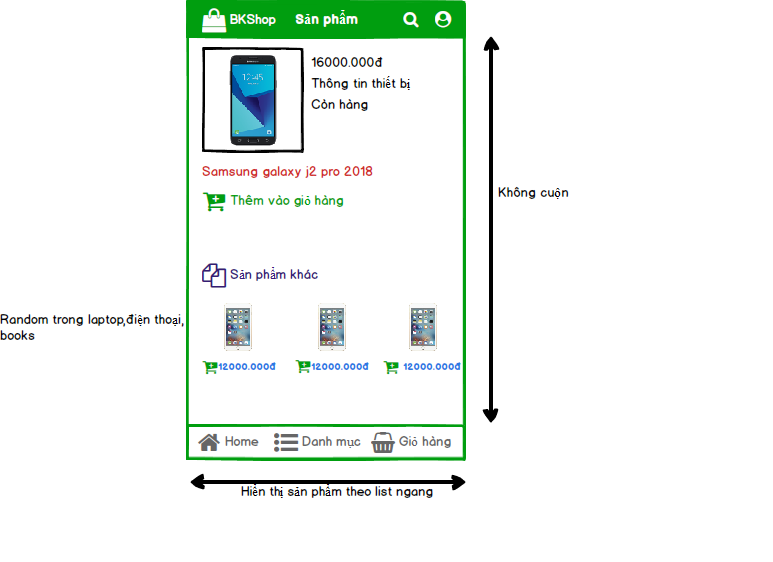 BKShop Sản phẩm
16000.000đ
Thông tin thiết bị
Còn hàng
Samsung galaxy j2 pro 2018
Thêm vào giỏ hàng
Không cuộn
Sản phẩm khác
Random trong laptop,điện thoại,
books
12000.000đ 12000.000đ 12000.000đ
Home Danh mục Giỏ hàng
Hiển thị sản phẩm theo list ngang